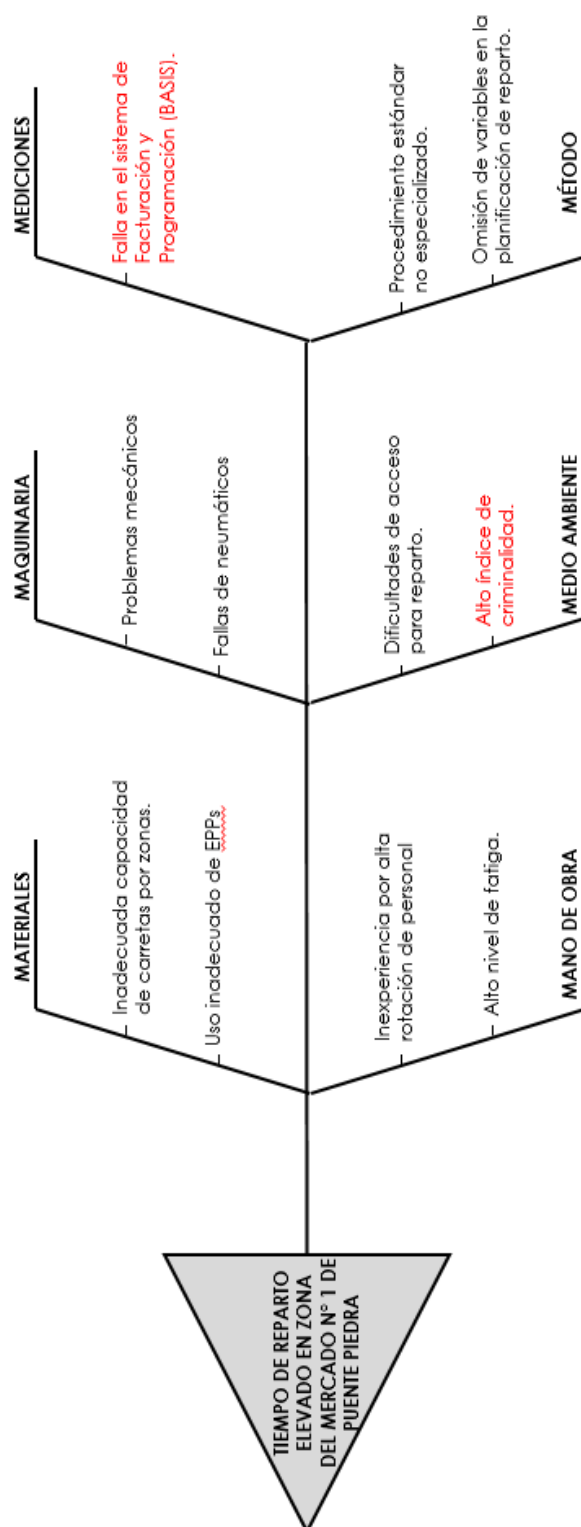 MATERIALES
Inadecuada capacidad
de carretas por zonas.
Uso inadecuado de EPPs
MAQUINARIA
Problemas mecánicos
Fallas de neumáticos
MEDICIONES
Falla en el sistema de
Facturación y
Programación (BASIS).
TIEMPO DE REPARTO
ELEVADO EN ZONA
DEL MERCADO N° 1 DE
PUENTE PIEDRA
Inexperiencia por alta
rotación de personal
Alto nivel de fatiga.
MANO DE OBRA
Dificultades de acceso
para reparto.
Alto índice de
criminalidad.
MEDIO AMBIENTE
Procedimiento estándar
no especializado.
Omisión de variables en la
planificación de reparto.
MÉTODO